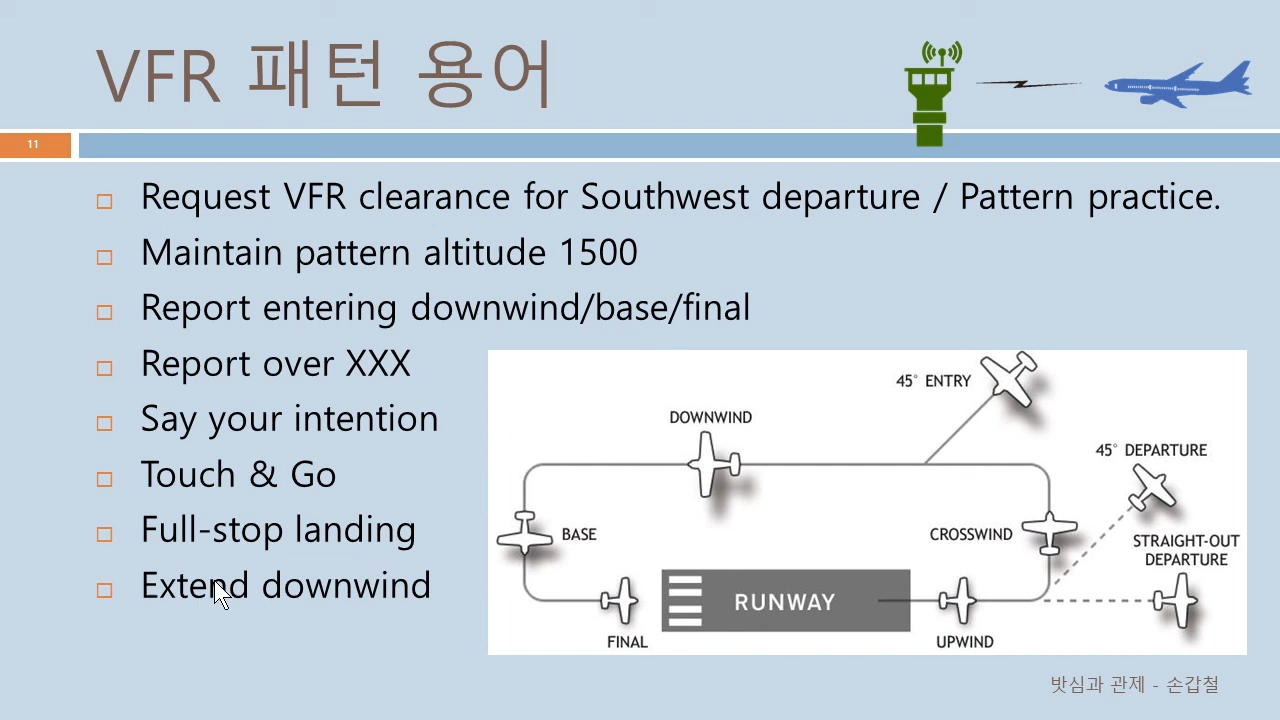 VFR 패턴 용어
11
Request VFR clearance for Southwest departure / Pattern practice.
Maintain pattern altitude 1500
Report entering downwind/base/final
Report over XXX
Say your intention
Touch & Go
Full-stop landing
Extend downwind
45° ENTRY
DOWNWIND
45° DEPARTURE
BASE
CROSSWIND
STRAIGHT-OUT
DEPARTURE
RUNWAY
FINAL
UPWIND
밧심과 관제 - 손갑철